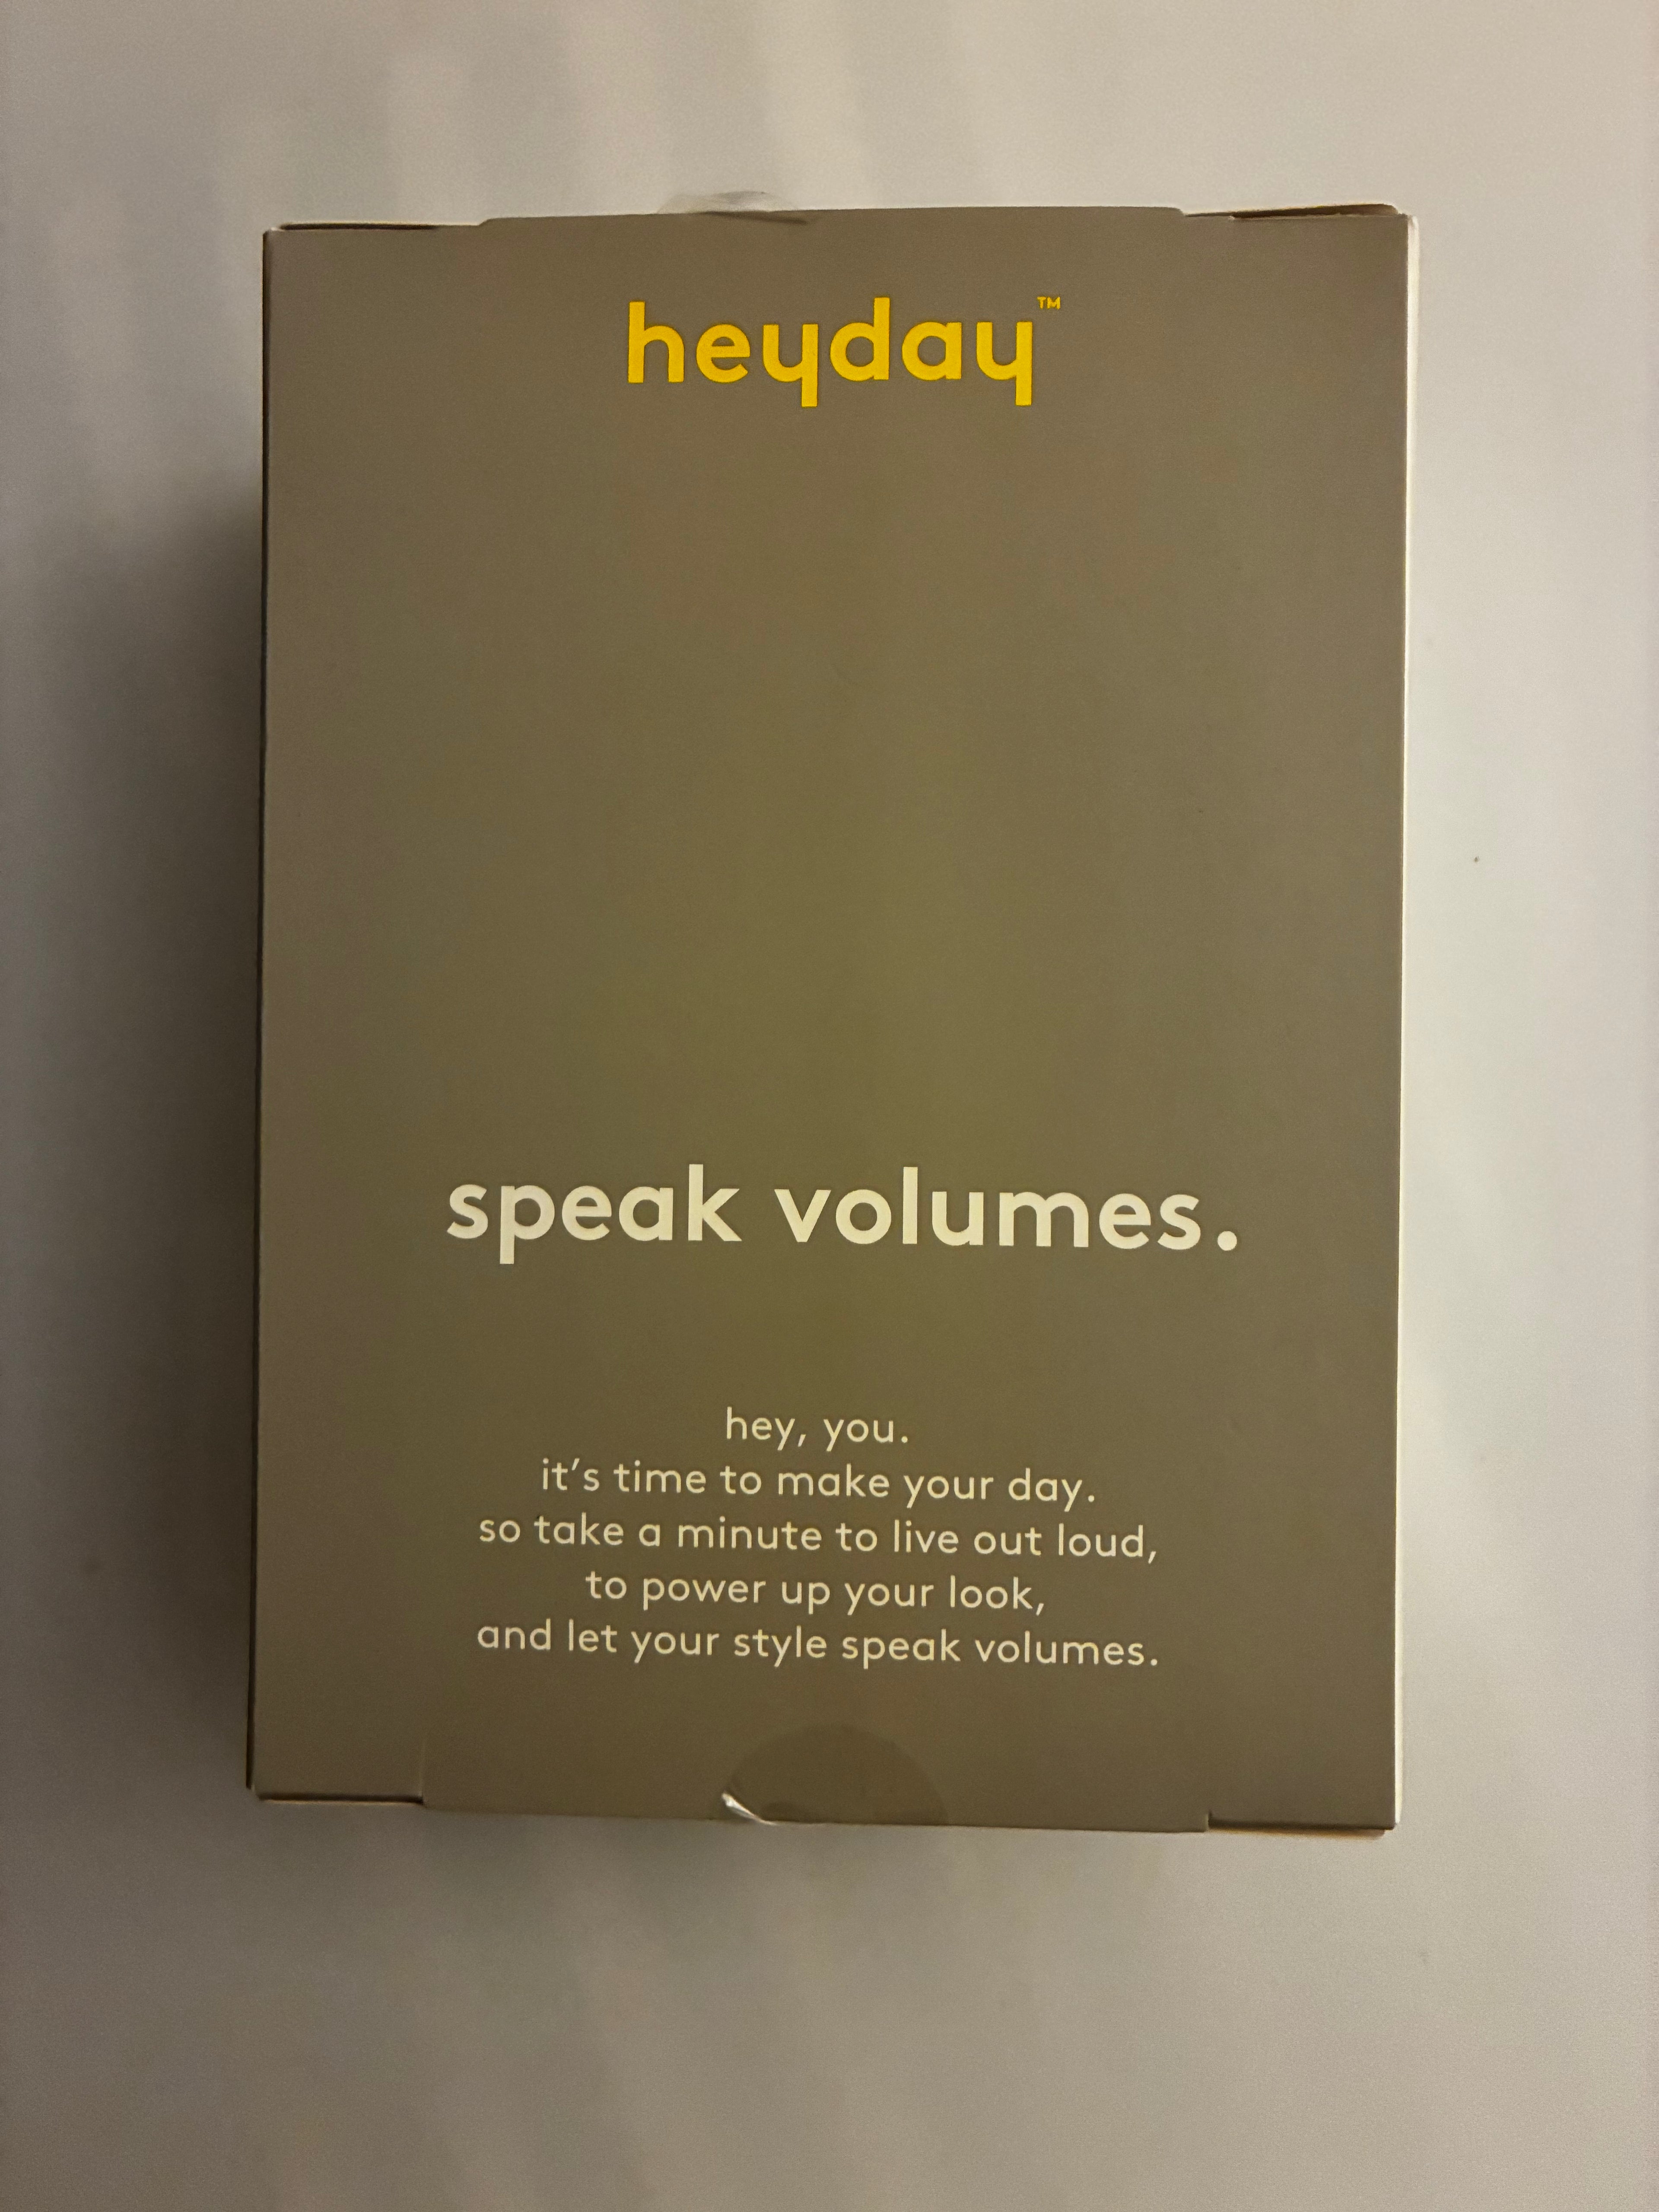 heyday™
speak volumes.
hey, you.
it's time to make your day.
so take a minute to live out loud,
to power up your look,
and let your style speak volumes.